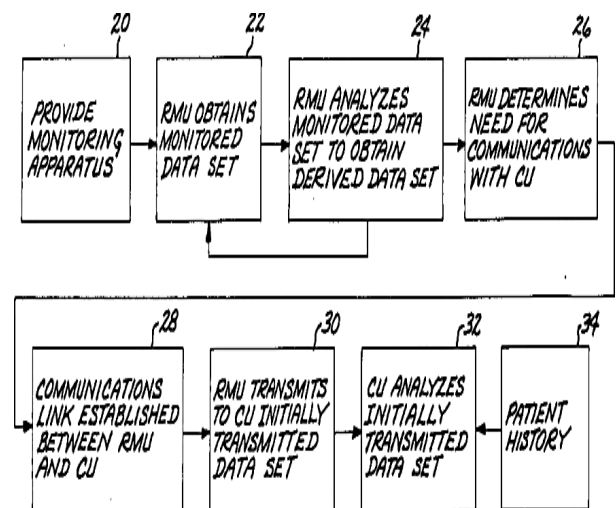 20
PROVIDE
MONITORING
APPARATUS
22
RMU OBTAINS
MONITORED
DATA SET
24
RMU ANALYZES
MONITORED DATA
SET TO OBTAIN
DERIVED DATA SET
26
RMU DETERMINES
NEED FOR
COMMUNICATIONS
WITH CU
28
COMMUNICATIONS
LINK ESTABLISHED
BETWEEN RMU
AND CU
30
RMU TRANSMITS
TO CU INITIALLY
TRANSMITTED
DATA SET
32
CU ANALYZES
INITIALLY
TRANSMITTED
DATA SET
34
PATIENT
HISTORY